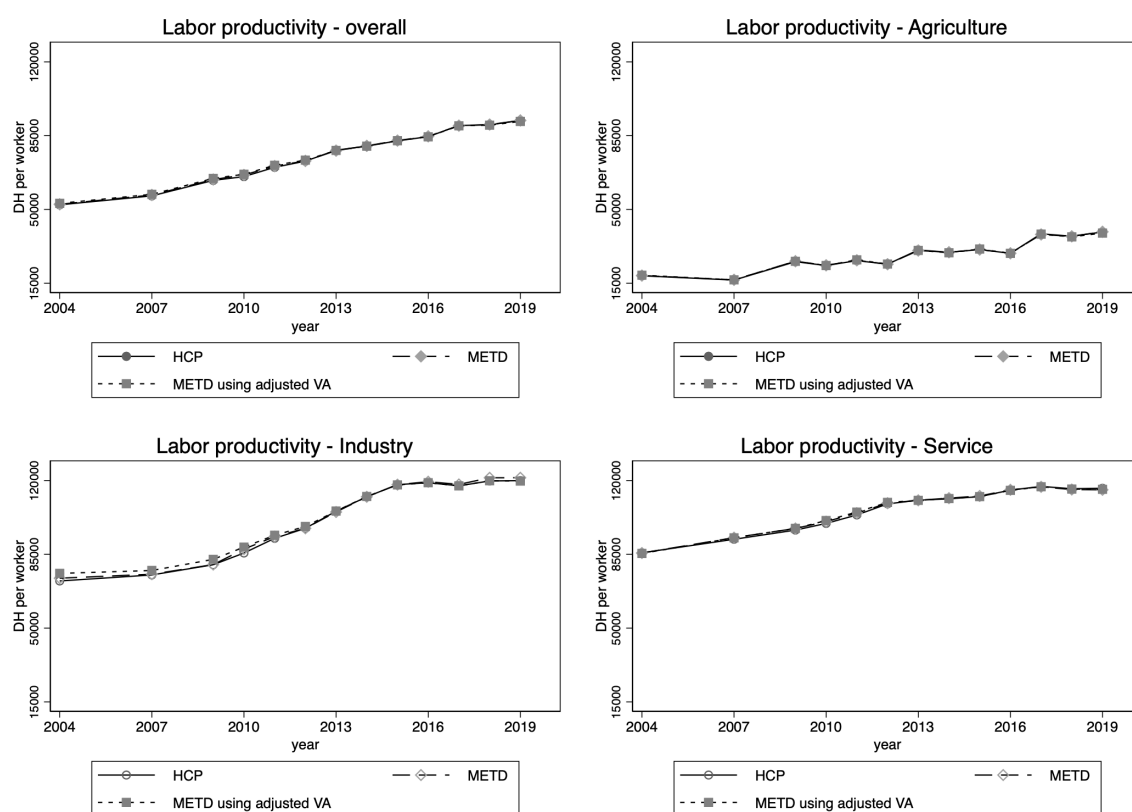 Labor productivity - overall
DH per worker
120000
85000
50000
15000
2004 2007 2010 2013 2016 2019
year
HCP METD
METD using adjusted VA
Labor productivity - Agriculture
DH per worker
120000
85000
50000
15000
2004 2007 2010 2013 2016 2019
year
HCP METD
METD using adjusted VA
Labor productivity - Industry
DH per worker
120000
85000
50000
15000
2004 2007 2010 2013 2016 2019
year
HCP METD
METD using adjusted VA
Labor productivity - Service
DH per worker
120000
85000
50000
15000
2004 2007 2010 2013 2016 2019
year
HCP METD
METD using adjusted VA